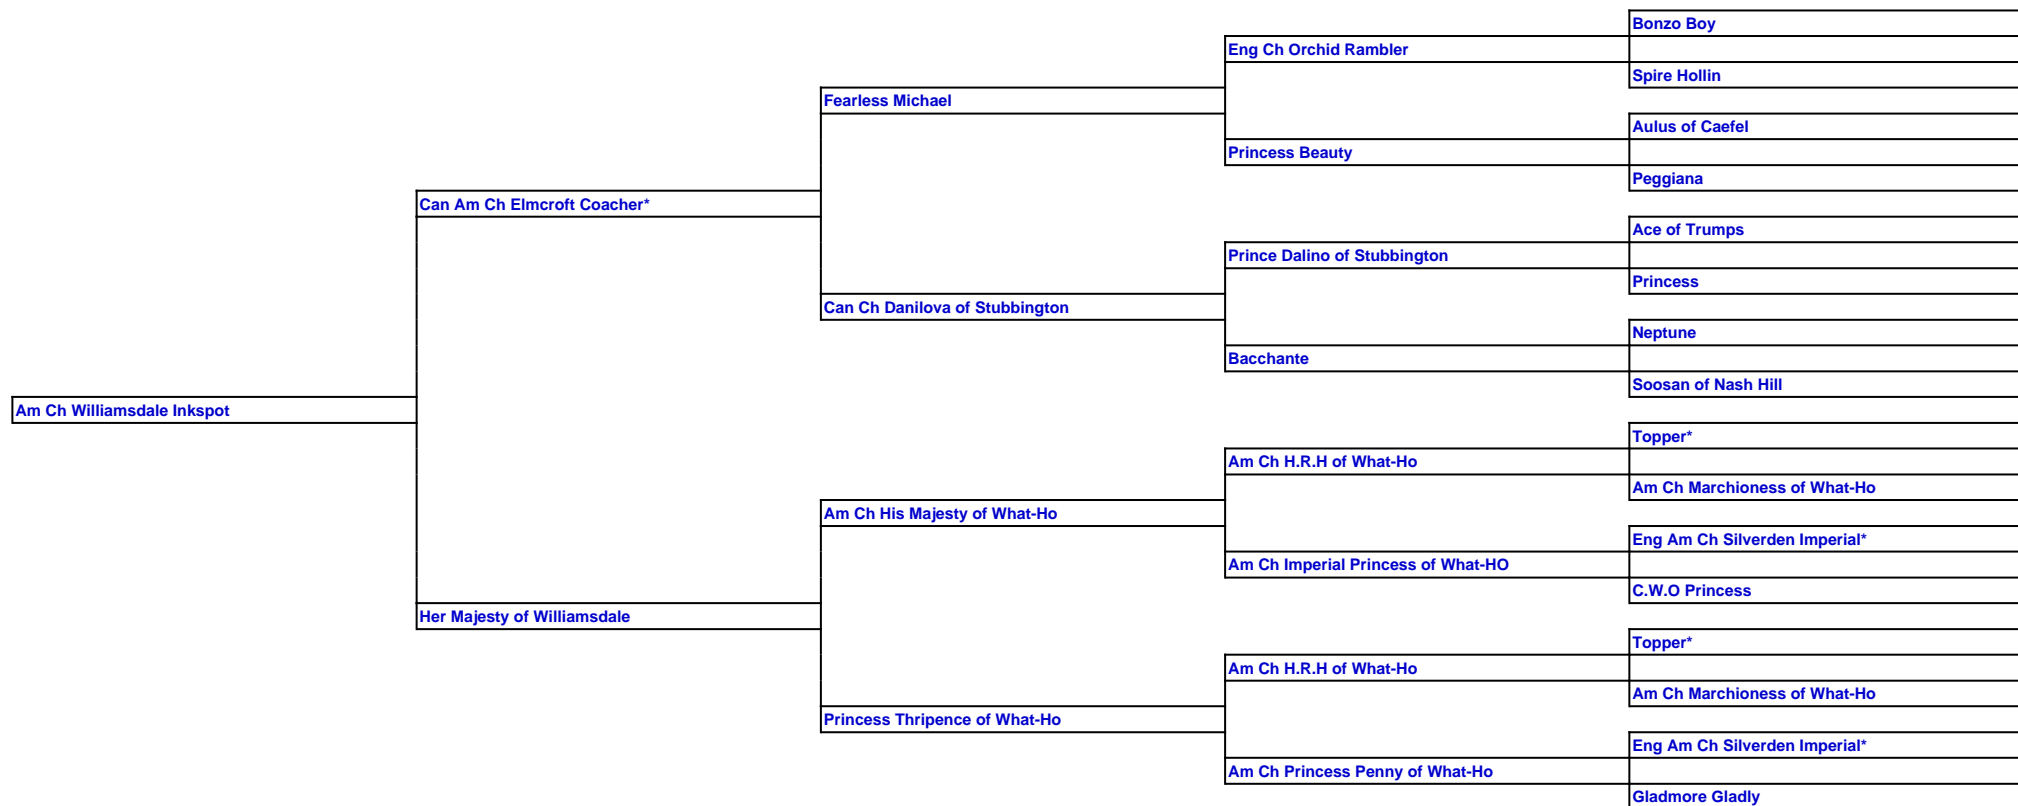 Bonzo Boy
Eng Ch Orchid Rambler
Spire Hollin
Fearless Michael
Aulus of Caefel
Princess Beauty
Peggiana
Can Am Ch Elmcroft Coacher*
Ace of Trumps
Prince Dalino of Stubbington
Princess
Can Ch Danilova of Stubbington
Neptune
Bacchante
Soosan of Nash Hill
Am Ch Williamsdale Inkspot
Topper*
Am Ch H.R.H of What-Ho
Am Ch Marchioness of What-Ho
Am Ch His Majesty of What-Ho
Eng Am Ch Silverden Imperial*
Am Ch Imperial Princess of What-HO
C.W.O Princess
Her Majesty of Williamsdale
Topper*
Am Ch H.R.H of What-Ho
Am Ch Marchioness of What-Ho
Princess Thripence of What-Ho
Eng Am Ch Silverden Imperial*
Am Ch Princess Penny of What-Ho
Gladmore Gladly